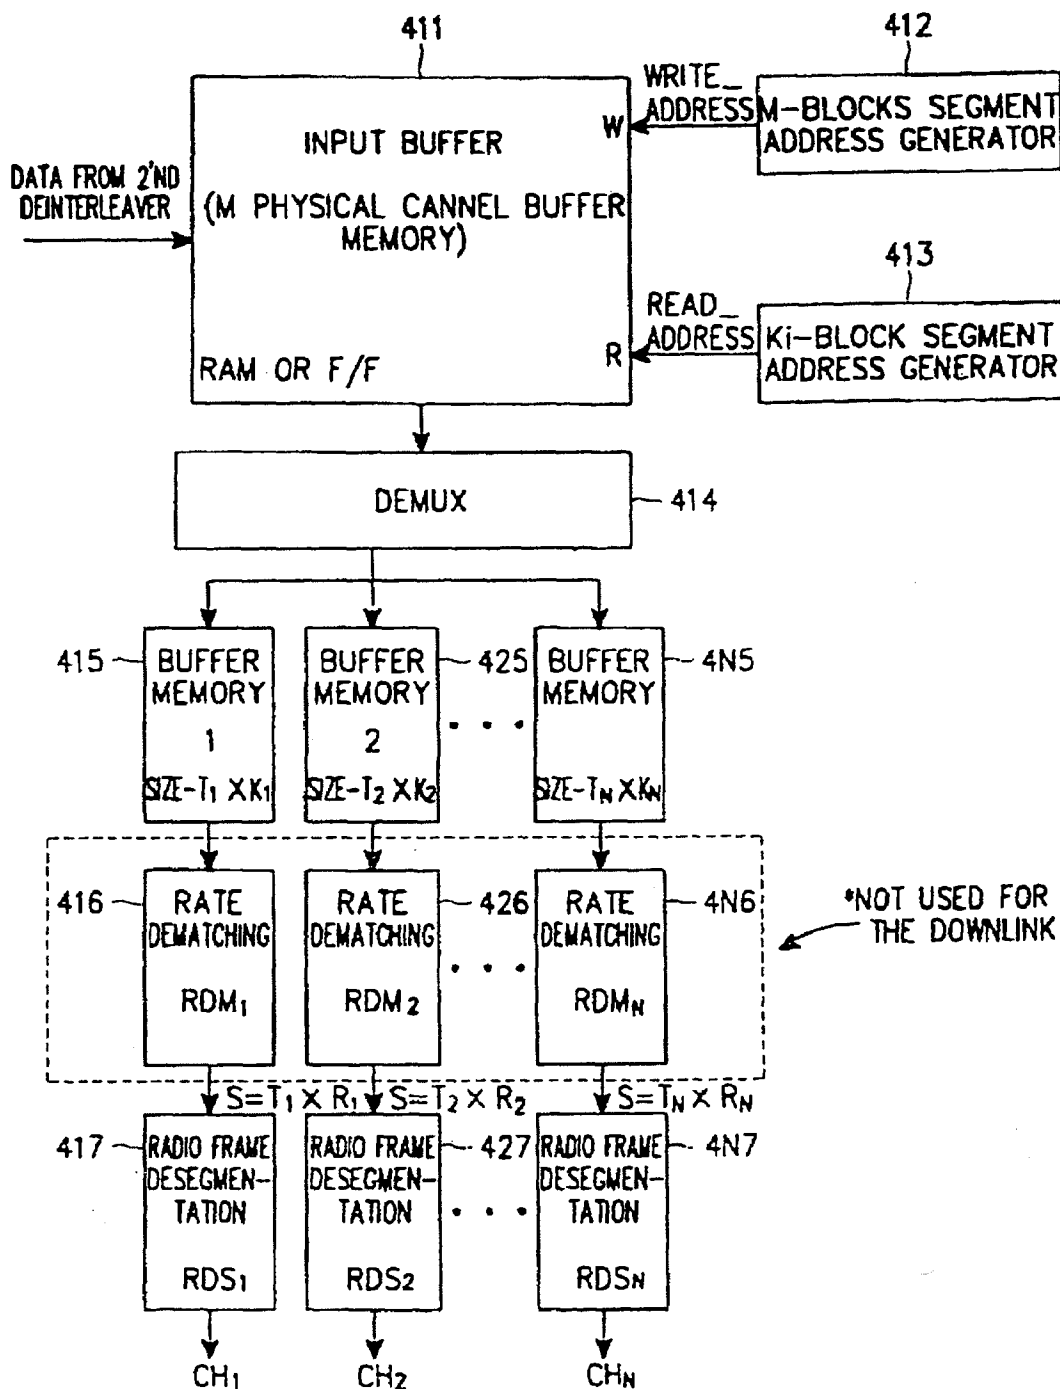 411
412
WRITE_
ADDRESS
M-BLOCKS SEGMENT
ADDRESS GENERATOR
W
INPUT BUFFER
(M PHYSICAL CANNEL BUFFER
MEMORY)
DATA FROM 2'ND
DEINTERLEAVER
413
READ_
ADDRESS
Ki-BLOCK SEGMENT
ADDRESS GENERATOR
R
RAM OR F/F
DEMUX
414
415
BUFFER
MEMORY
1
SIZE-T1 X K1
BUFFER
MEMORY
2
SIZE-T2 X K2
425
• • •
BUFFER
MEMORY
SIZE-TN X KN
4N5
416
RATE
DEMATCHING
RDM1
RATE
DEMATCHING
RDM2
426
• • •
RATE
DEMATCHING
RDMN
4N6
*NOT USED FOR
THE DOWNLINK
S=T1 X R1
S=T2 X R2
S=TN X RN
417
RADIO FRAME
DESEGMEN-
TATION
RDS1
RADIO FRAME
DESEGMEN-
TATION
RDS2
427
• • •
RADIO FRAME
DESEGMEN-
TATION
RDSN
4N7
CH1
CH2
CHN